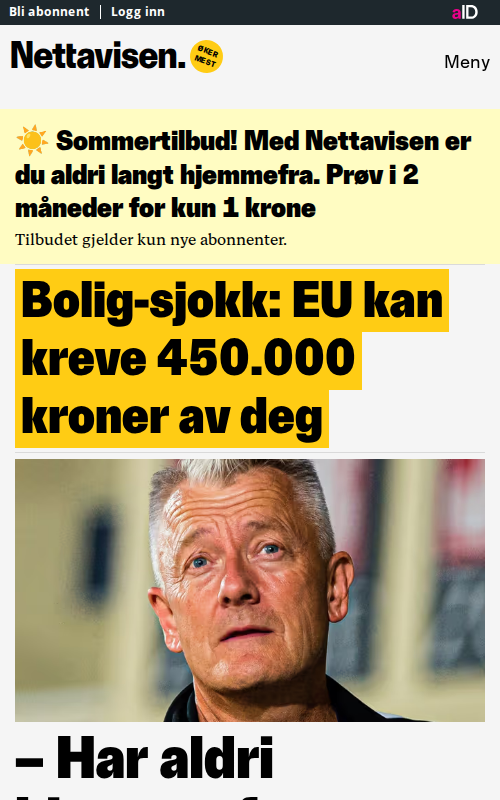 Bli abonnent | Logg inn
aID
Nettavisen.
ØKER
MEST
Meny
☀️ Sommertilbud! Med Nettavisen er
du aldri langt hjemmefra. Prøv i 2
måneder for kun 1 krone
Tilbudet gjelder kun nye abonnenter.
Bolig-sjokk: EU kan
kreve 450.000
kroner av deg
– Har aldri